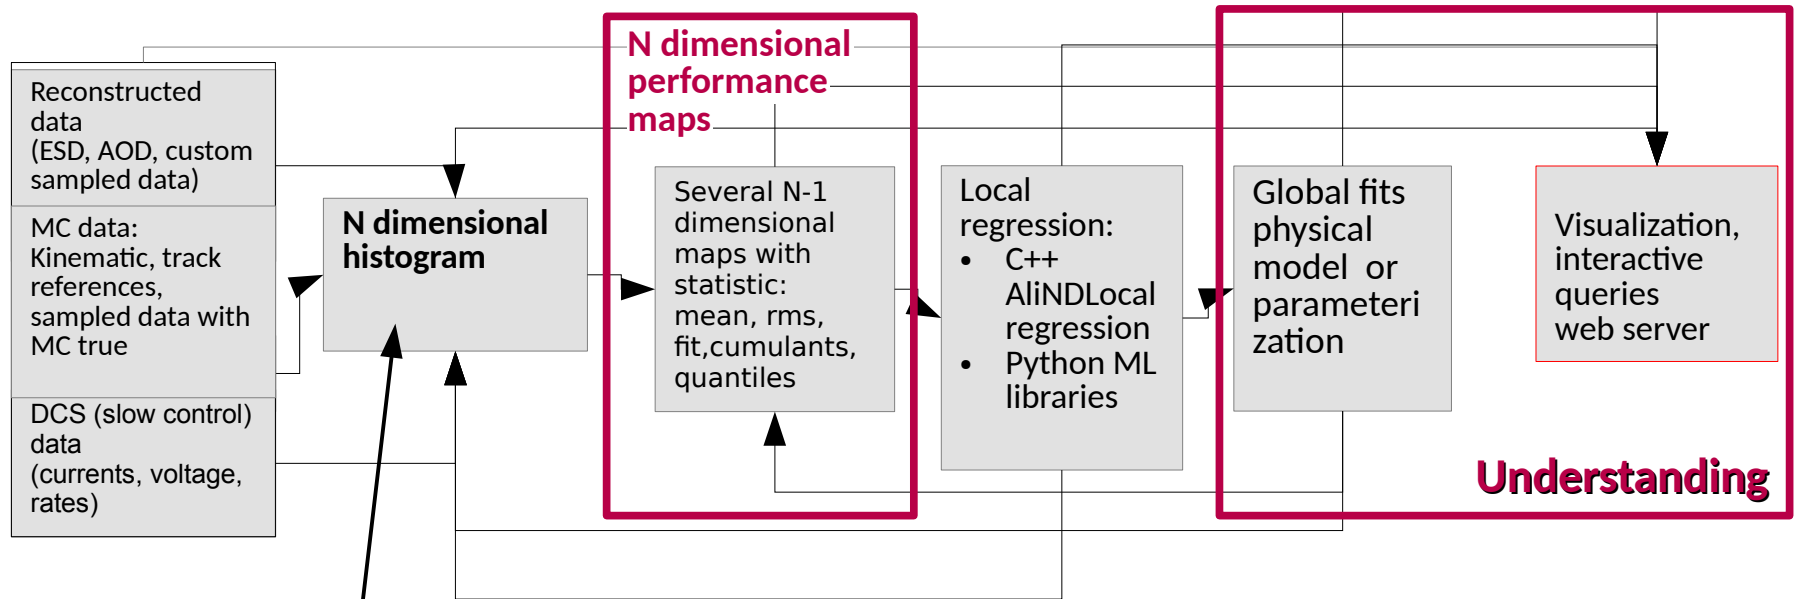 N dimensional
performance
maps
Reconstructed
data
(ESD, AOD, custom
sampled data)
MC data:
Kinematic, track
references,
sampled data with
MC true
DCS (slow control)
data
(currents, voltage,
rates)
N dimensional
histogram
Several N-1
dimensional
maps with
statistic:
mean, rms,
fit,cumulants,
quantiles
Local
regression:
• C++
AliNDLocal
regression
• Python ML
libraries
Global fits
physical
model or
parameteri
zation
Visualization,
interactive
queries
web server
Understanding